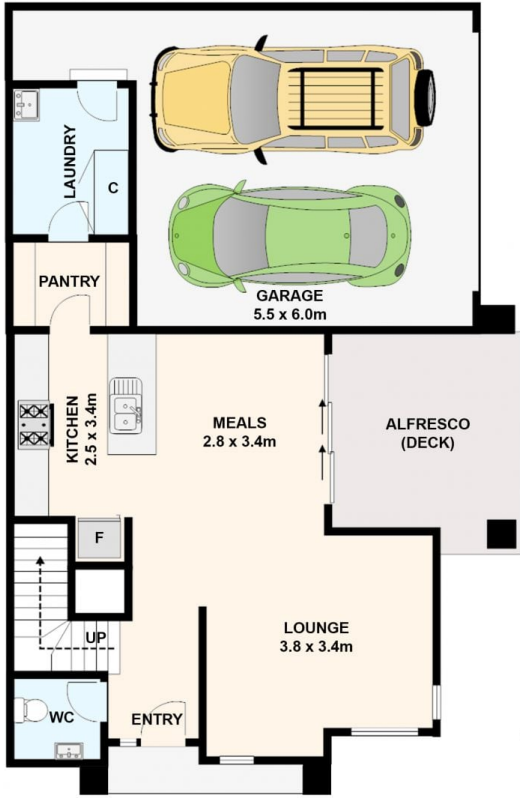 LAUNDRY
C
PANTRY
GARAGE
5.5 x 6.0m
KITCHEN
2.5 x 3.4m
MEALS
2.8 x 3.4m
ALFRESCO
(DECK)
F
UP
LOUNGE
3.8 x 3.4m
WC
ENTRY